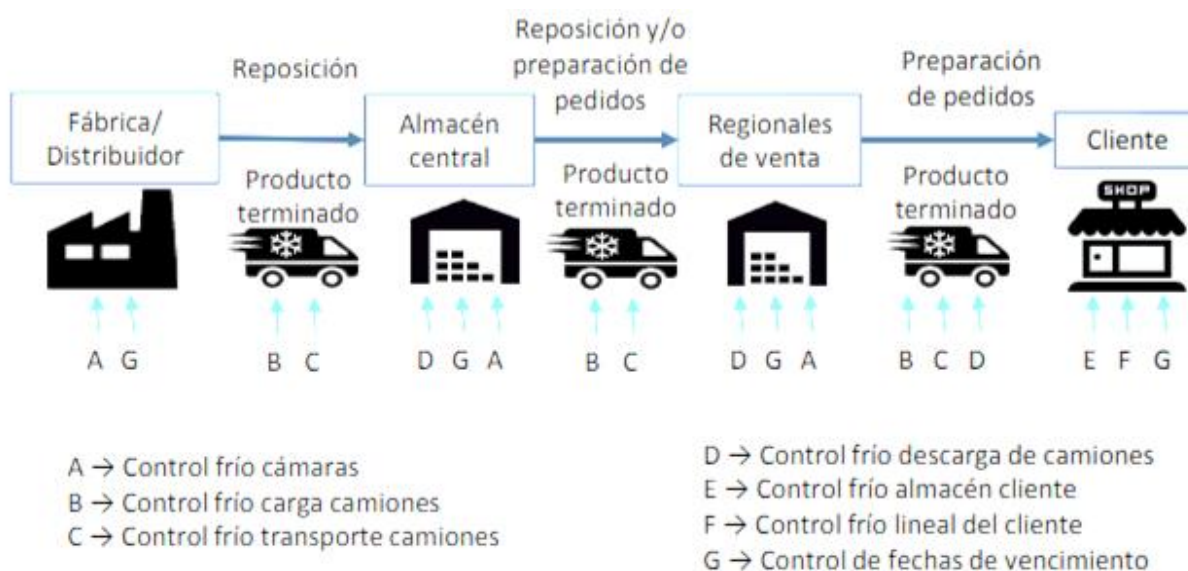 Reposición
Reposición y/o
preparación de
pedidos
Preparación
de pedidos
Fábrica/
Distribuidor
Almacén
central
Regionales
de venta
Cliente
Producto
terminado
Producto
terminado
Producto
terminado
SHOP
A G
B C
D G A
B C
D G A
B C D
E F G
A → Control frío cámaras
B → Control frío carga camiones
C → Control frío transporte camiones
D → Control frío descarga de camiones
E → Control frío almacén cliente
F → Control frío lineal del cliente
G → Control de fechas de vencimiento